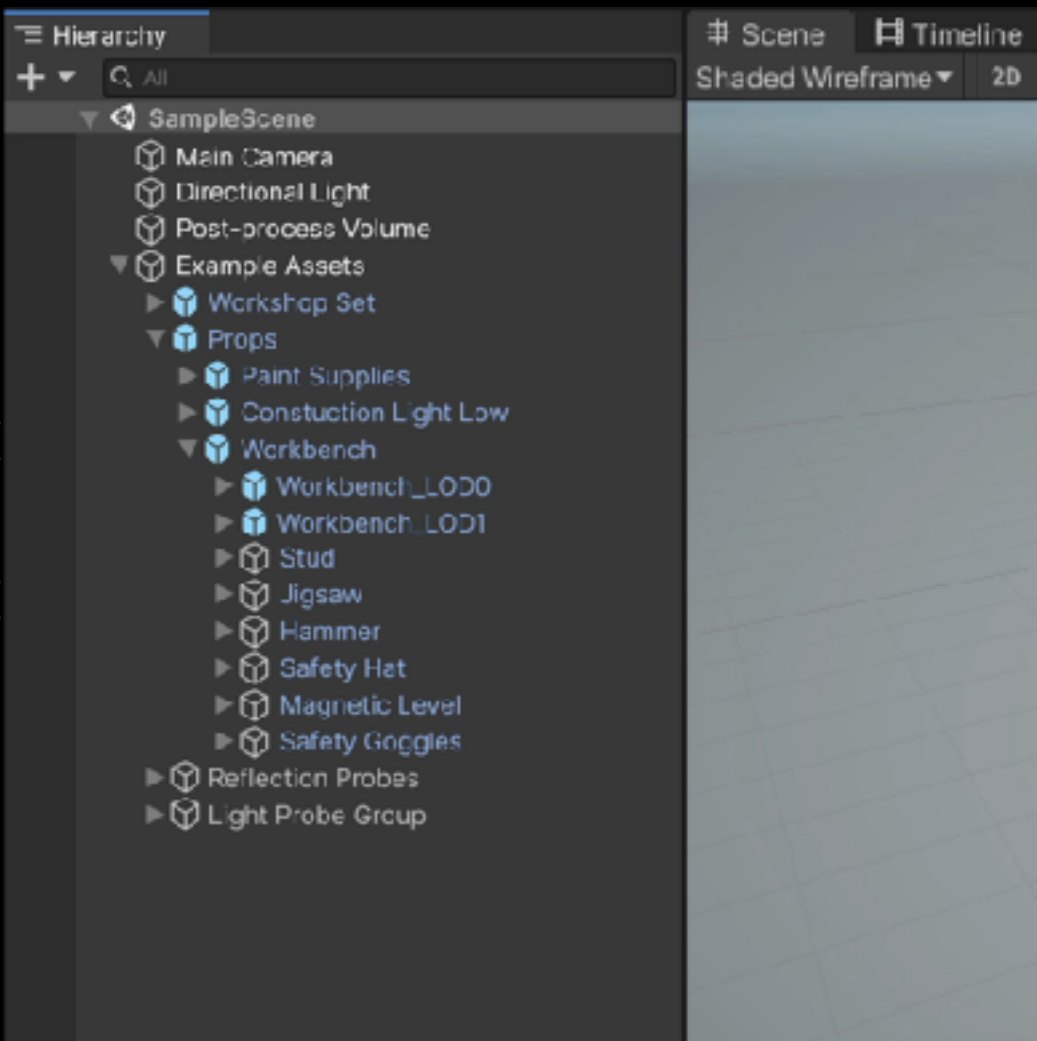 Hierarchy
Scene
Timeline
All
Shaded Wireframe
2D
SampleScene
Main Camera
Directional Light
Post-process Volume
Example Assets
Workshop Set
Props
Paint Supplies
Constuction Light Low
Workbench
Workbench_LOD0
Workbench_LOD1
Stud
Jigsaw
Hammer
Safety Hat
Magnetic Level
Safety Goggles
Reflection Probes
Light Probe Group